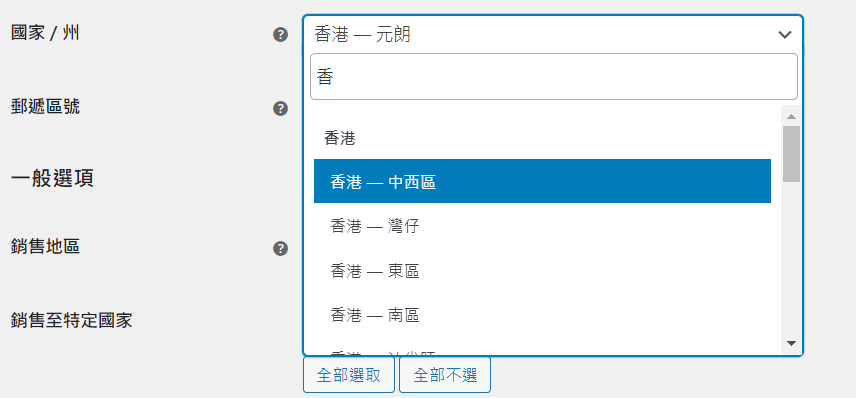 國家 / 州
香港 — 元朗
香
郵遞區號
香港
一般選項
香港 — 中西區
香港 — 灣仔
銷售地區
香港 — 東區
香港 — 南區
銷售至特定國家
全部選取
全部不選